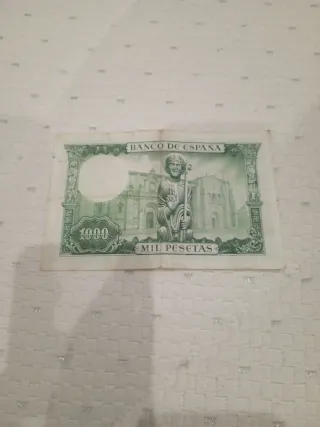 BANCO DE ESPAÑA
1000
MIL PESETAS